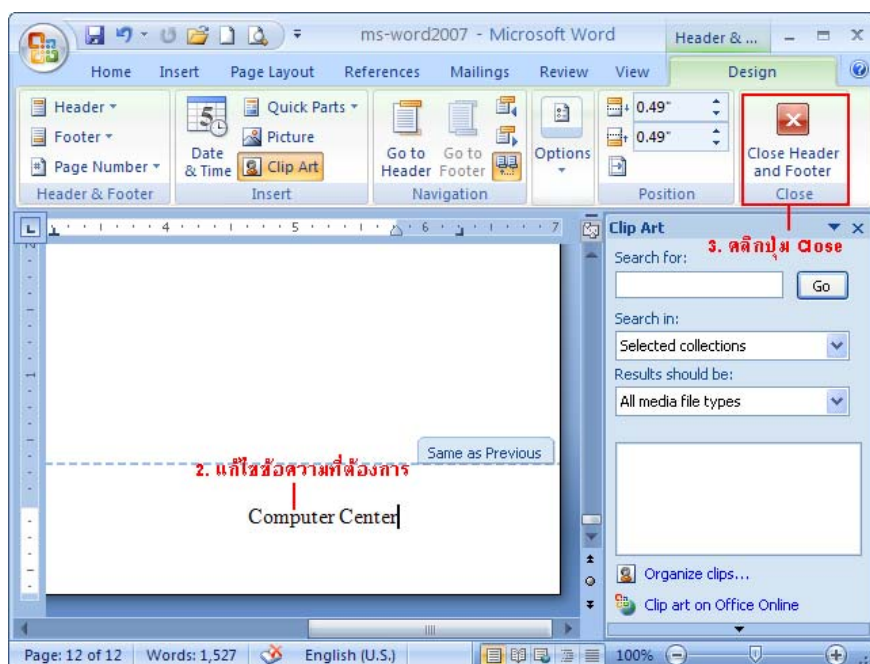 ms-word2007 - Microsoft Word
Header & ...
Home Insert Page Layout References Mailings Review View Design
Header
Footer
Page Number
Header & Footer
5
Date & Time
Quick Parts
Picture
Clip Art
Insert
Go to Header
Go to Footer
Navigation
Options
0.49"
0.49"
Position
Close Header and Footer
Close
4 5 6 7
Clip Art
3. คลิกปุ่ม Close
Search for:
Go
Search in:
Selected collections
Results should be:
All media file types
Same as Previous
2. แก้ไขข้อความที่ต้องการ
Computer Center
Organize clips...
Clip art on Office Online
Page: 12 of 12 Words: 1,527 English (U.S.) 100%